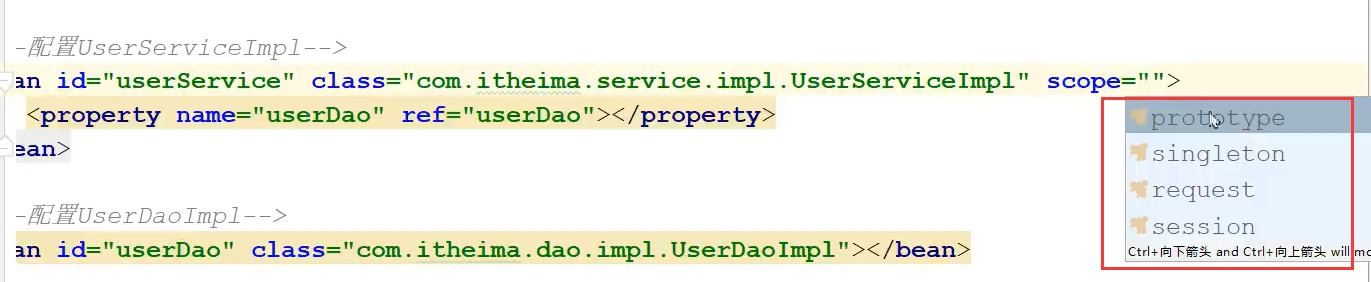 -配置UserServiceImpl-->
an id="userService" class="com.itheima.service.impl.UserServiceImpl" scope="">
<property name="userDao" ref="userDao"></property>
ean>
-配置UserDaoImpl-->
an id="userDao" class="com.itheima.dao.impl.UserDaoImpl"></bean>
prototype
singleton
request
session
Ctrl+向下箭头 and Ctrl+向上箭头 will mo